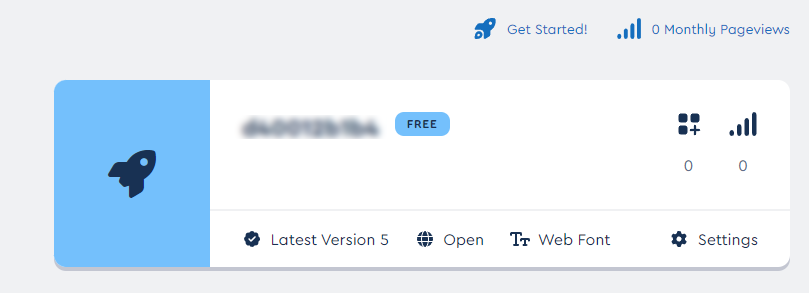 Get Started! 0 Monthly Pageviews
FREE
0 0
Latest Version 5 Open Web Font Settings